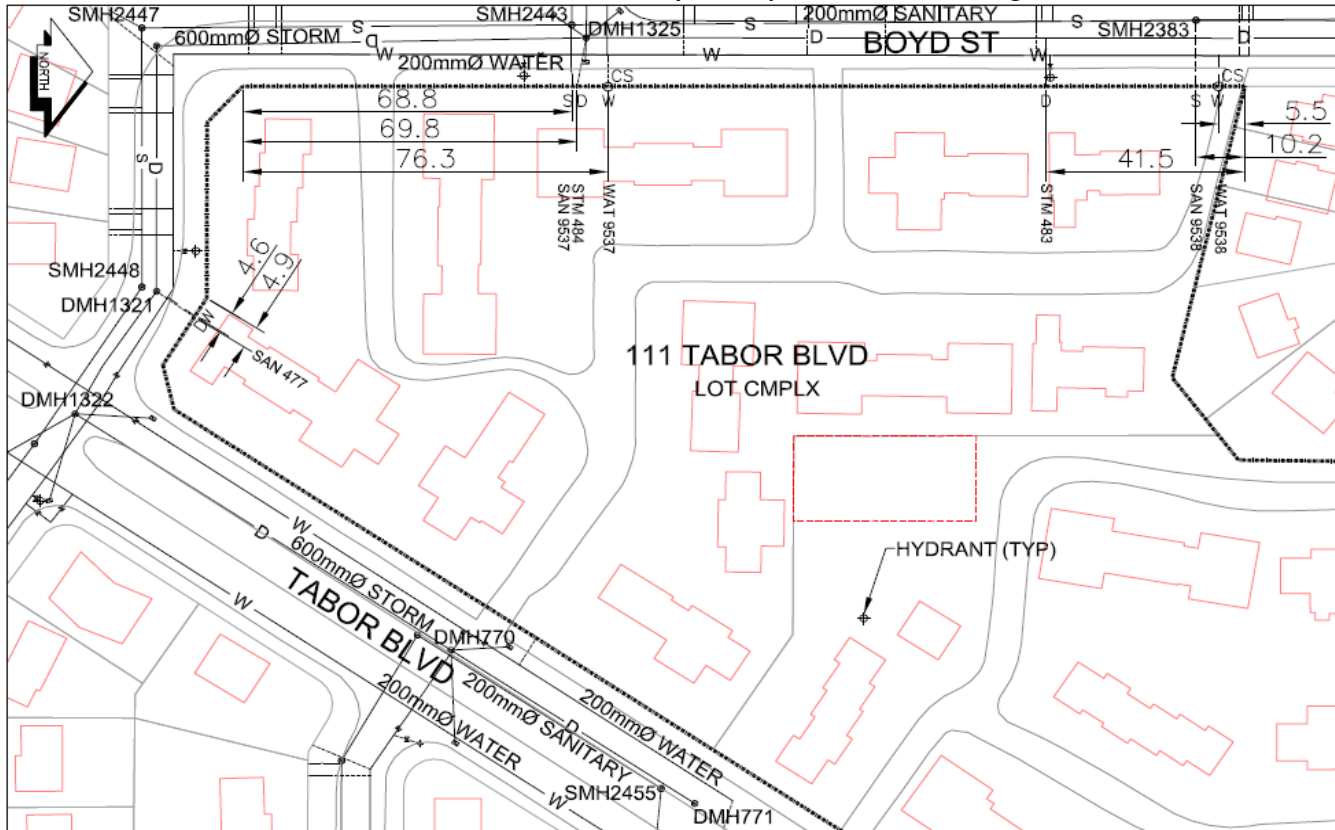 SMH2447
SMH2443
200mmØ SANITARY
S
SMH2383
600mmØ STORM
S
D
DMH1325
S
D
BOYD ST
D
W
200mmØ WATER
W
W
NORTH
CS
CS
68.8
S D W
D
S W
5.5
69.8
10.2
76.3
41.5
S
D
STM 484
SAN 9537
WAT 9537
STM 483
SAN 9538
WAT 9538
4.6
4.9
SMH2448
DMH1321
DW
SAN 477
111 TABOR BLVD
LOT CMPLX
DMH1322
W
D
600mmØ STORM
HYDRANT (TYP)
TABOR BLVD
W
DMH770
200mmØ WATER
200mmØ SANITARY
D
200mmØ WATER
W
SMH2455
DMH771